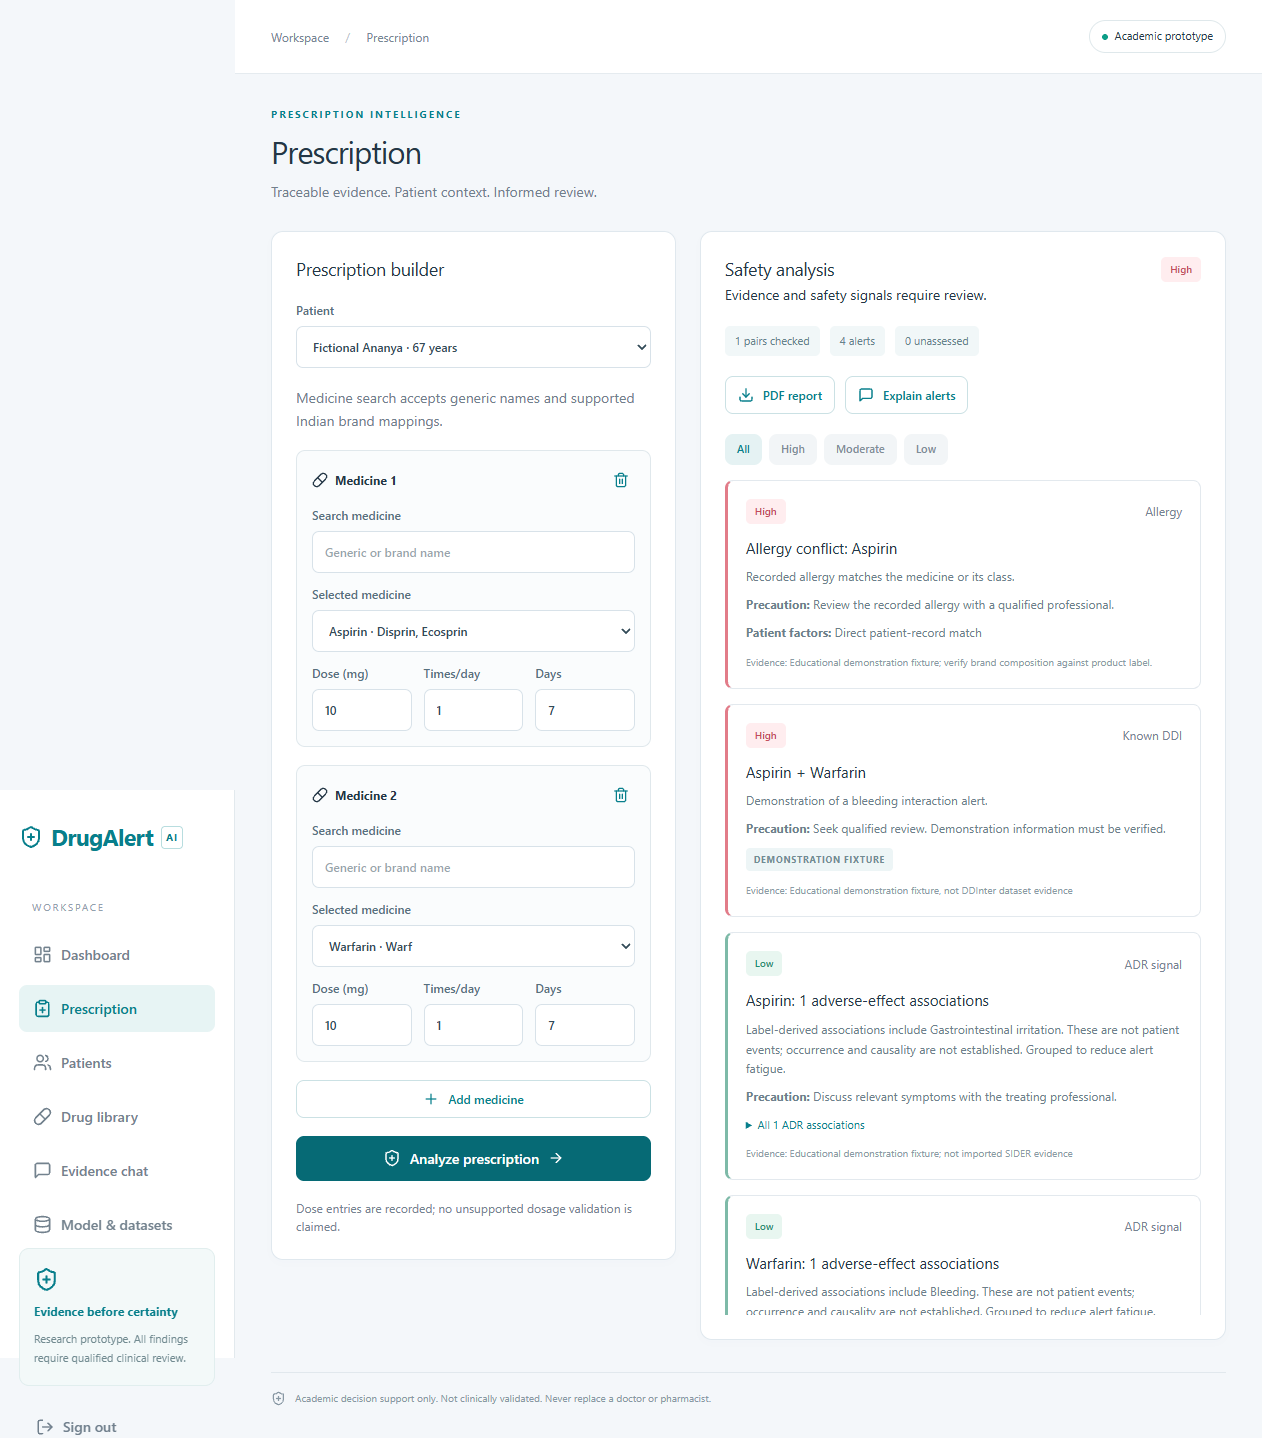 Workspace / Prescription
Academic prototype
PRESCRIPTION INTELLIGENCE
Prescription
Traceable evidence. Patient context. Informed review.
Prescription builder
Patient
Fictional Ananya · 67 years
Medicine search accepts generic names and supported
Indian brand mappings.
Medicine 1
Search medicine
Generic or brand name
Selected medicine
Aspirin · Disprin, Ecosprin
Dose (mg) Times/day Days
10 1 7
Medicine 2
Search medicine
Generic or brand name
Selected medicine
Warfarin · Warf
Dose (mg) Times/day Days
10 1 7
Add medicine
Analyze prescription
Dose entries are recorded; no unsupported dosage validation is
claimed.
Safety analysis
High
Evidence and safety signals require review.
1 pairs checked 4 alerts 0 unassessed
PDF report Explain alerts
All High Moderate Low
High Allergy
Allergy conflict: Aspirin
Recorded allergy matches the medicine or its class.
Precaution: Review the recorded allergy with a qualified professional.
Patient factors: Direct patient-record match
Evidence: Educational demonstration fixture; verify brand composition against product label.
High Known DDI
Aspirin + Warfarin
Demonstration of a bleeding interaction alert.
Precaution: Seek qualified review. Demonstration information must be verified.
DEMONSTRATION FIXTURE
Evidence: Educational demonstration fixture, not DDInter dataset evidence
Low ADR signal
Aspirin: 1 adverse-effect associations
Label-derived associations include Gastrointestinal irritation. These are not patient
events; occurrence and causality are not established. Grouped to reduce alert
fatigue.
Precaution: Discuss relevant symptoms with the treating professional.
All 1 ADR associations
Evidence: Educational demonstration fixture; not imported SIDER evidence
Low ADR signal
Warfarin: 1 adverse-effect associations
Label-derived associations include Bleeding. These are not patient events;
occurrence and causality are not established. Grouped to reduce alert fatigue.
DrugAlert AI
WORKSPACE
Dashboard
Prescription
Patients
Drug library
Evidence chat
Model & datasets
Evidence before certainty
Research prototype. All findings
require qualified clinical review.
Sign out
Academic decision support only. Not clinically validated. Never replace a doctor or pharmacist.